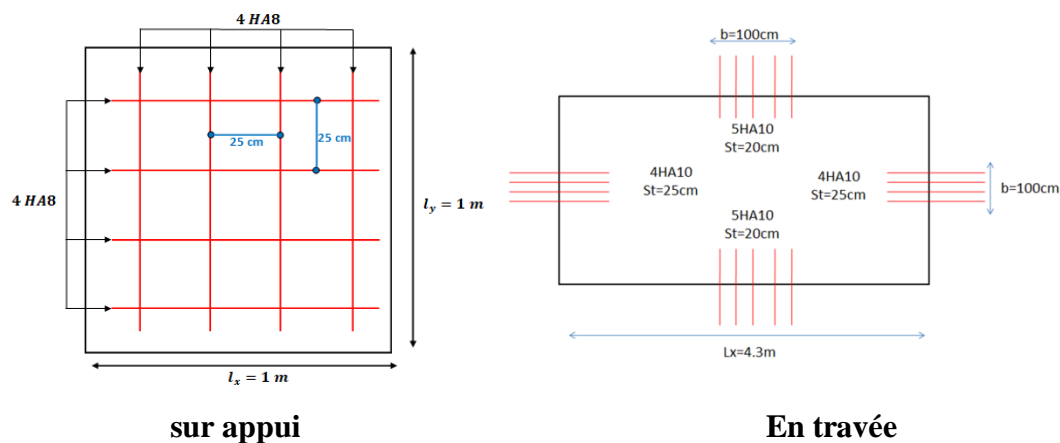 4 HA8
4 HA8
25 cm
25 cm
l_y = 1 m
l_x = 1 m
sur appui
b=100cm
5HA10
St=20cm
4HA10
St=25cm
4HA10
St=25cm
b=100cm
5HA10
St=20cm
Lx=4.3m
En travée